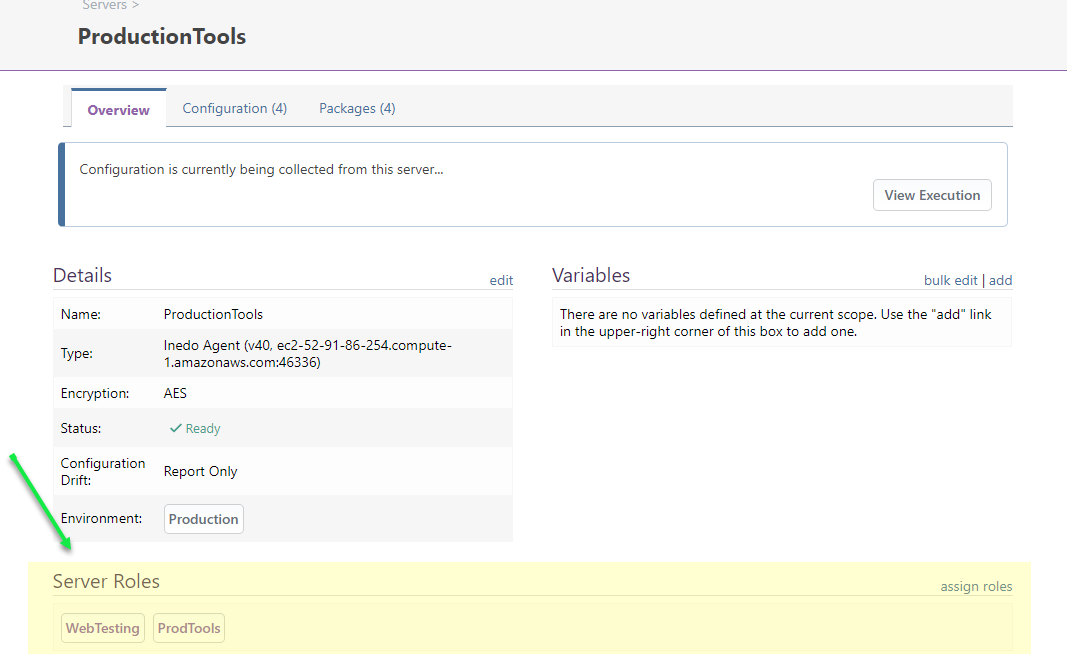 Servers >
ProductionTools
Overview
Configuration (4)
Packages (4)
Configuration is currently being collected from this server...
View Execution
Details
edit
Name:
ProductionTools
Type:
Inedo Agent (v40, ec2-52-91-86-254.compute-
1.amazonaws.com:46336)
Encryption:
AES
Status:
Ready
Configuration
Drift:
Report Only
Environment:
Production
Variables
bulk edit | add
There are no variables defined at the current scope. Use the "add" link
in the upper-right corner of this box to add one.
Server Roles
assign roles
WebTesting
ProdTools